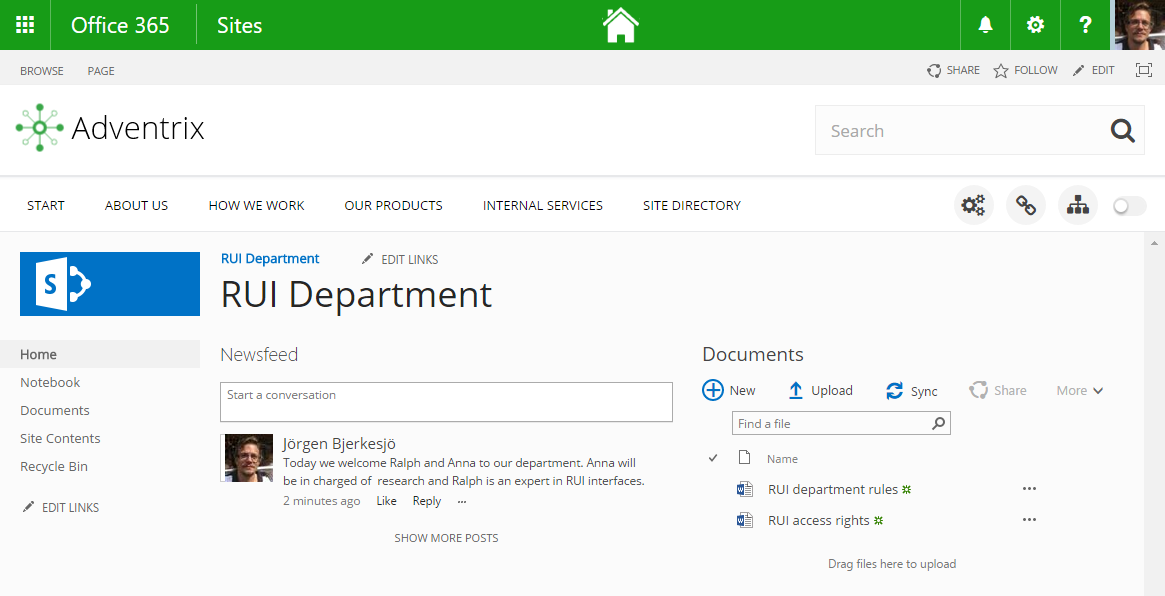 Office 365
Sites
?
BROWSE PAGE
SHARE FOLLOW EDIT
Adventrix
Search
START ABOUT US HOW WE WORK OUR PRODUCTS INTERNAL SERVICES SITE DIRECTORY
S
RUI Department
EDIT LINKS
RUI Department
Home
Notebook
Documents
Site Contents
Recycle Bin
EDIT LINKS
Newsfeed
Start a conversation
Jörgen Bjerkesjö
Today we welcome Ralph and Anna to our department. Anna will
be in charged of research and Ralph is an expert in RUI interfaces.
2 minutes ago Like Reply ...
SHOW MORE POSTS
Documents
New Upload Sync Share More
Find a file
Name
RUI department rules ...
RUI access rights ...
Drag files here to upload